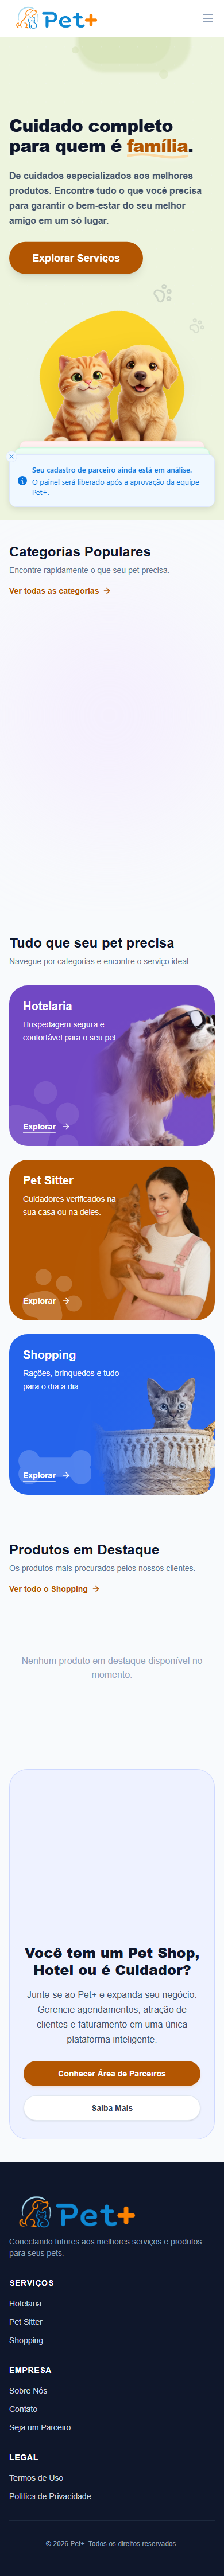 Pet+
Cuidado completo
para quem é família.
De cuidados especializados aos melhores
produtos. Encontre tudo o que você precisa
para garantir o bem-estar do seu melhor
amigo em um só lugar.
Explorar Serviços
Seu cadastro de parceiro ainda está em análise.
O painel será liberado após a aprovação da equipe
Pet+.
Categorias Populares
Encontre rapidamente o que seu pet precisa.
Ver todas as categorias
Tudo que seu pet precisa
Navegue por categorias e encontre o serviço ideal.
Hotelaria
Hospedagem segura e
confortável para o seu pet.
Explorar
Pet Sitter
Cuidadores verificados na
sua casa ou na deles.
Explorar
Shopping
Rações, brinquedos e tudo
para o dia a dia.
Explorar
Produtos em Destaque
Os produtos mais procurados pelos nossos clientes.
Ver todo o Shopping
Nenhum produto em destaque disponível no
momento.
Você tem um Pet Shop,
Hotel ou é Cuidador?
Junte-se ao Pet+ e expanda seu negócio.
Gerencie agendamentos, atração de
clientes e faturamento em uma única
plataforma inteligente.
Conhecer Área de Parceiros
Saiba Mais
Pet+
Conectando tutores aos melhores serviços e produtos
para seus pets.
SERVIÇOS
Hotelaria
Pet Sitter
Shopping
EMPRESA
Sobre Nós
Contato
Seja um Parceiro
LEGAL
Termos de Uso
Política de Privacidade
© 2026 Pet+. Todos os direitos reservados.